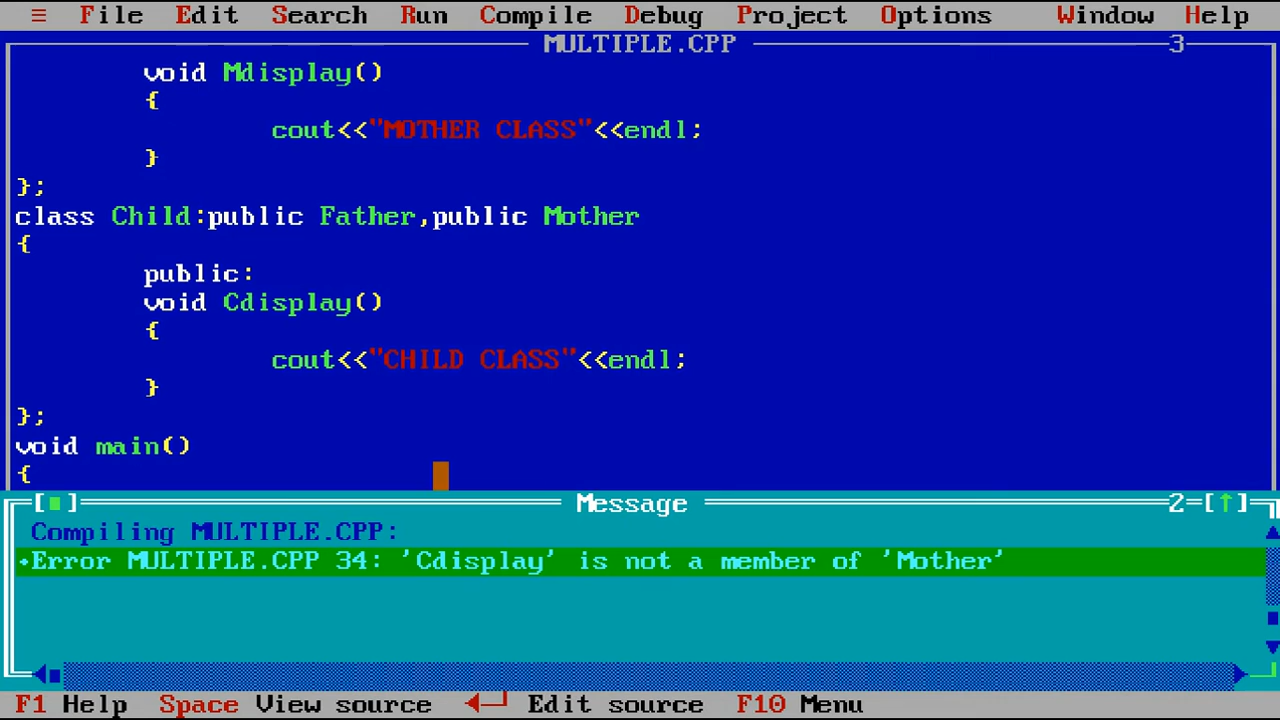 ≡ File Edit Search Run Compile Debug Project Options Window Help
MULTIPLE.CPP 3
void Mdisplay()
{
cout<<"MOTHER CLASS"<<endl;
}
};
class Child:public Father,public Mother
{
public:
void Cdisplay()
{
cout<<"CHILD CLASS"<<endl;
}
};
void main()
{
[■] Message 2=[↑]
Compiling MULTIPLE.CPP:
•Error MULTIPLE.CPP 34: 'Cdisplay' is not a member of 'Mother'
F1 Help Space View source ◄─┘ Edit source F10 Menu